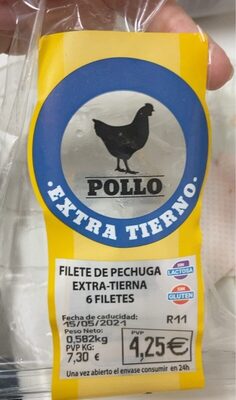 POLLO
·EXTRA TIERNO·
FILETE DE PECHUGA
EXTRA-TIERNA
6 FILETES
SIN
LACTOSA
SIN
GLUTEN
Fecha de caducidad:
15/05/2021
R11
Peso Neto:
0,582kg
PVP KG:
7,30 €
PVP
4,25€
Una vez abierto el envase consumir en 24h